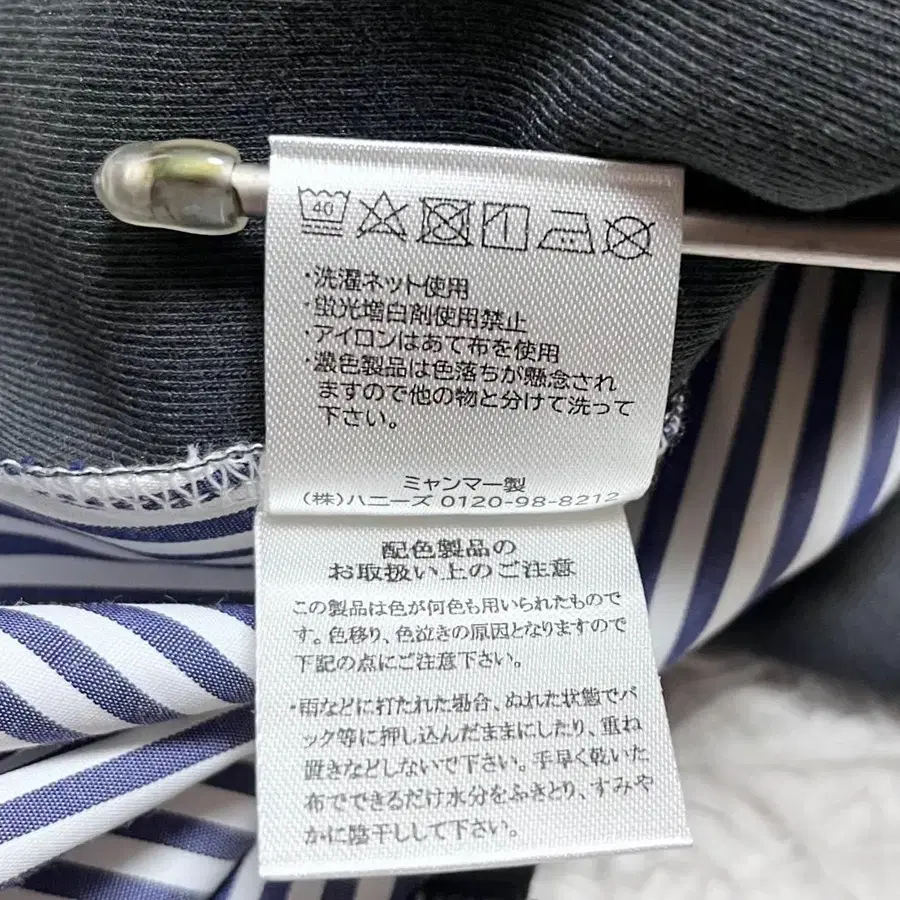 40
・洗濯ネット使用
・蛍光増白剤使用禁止
・アイロンはあて布を使用
・濃色製品は色落ちが懸念され
ますので他の物と分けて洗って
下さい。
ミャンマー製
(株)ハニーズ 0120-98-8212
配色製品の
お取扱い上のご注意
この製品は色が何色も用いられたもので
す。色移り、色泣きの原因となりますので
下記の点にご注意下さい。
・雨などに打たれた場合、ぬれた状態でバ
ック等に押し込んだままにしたり、重ね
置きなどしないで下さい。手早く乾いた
布でできるだけ水分をふきとり、すみや
かに陰干しして下さい。